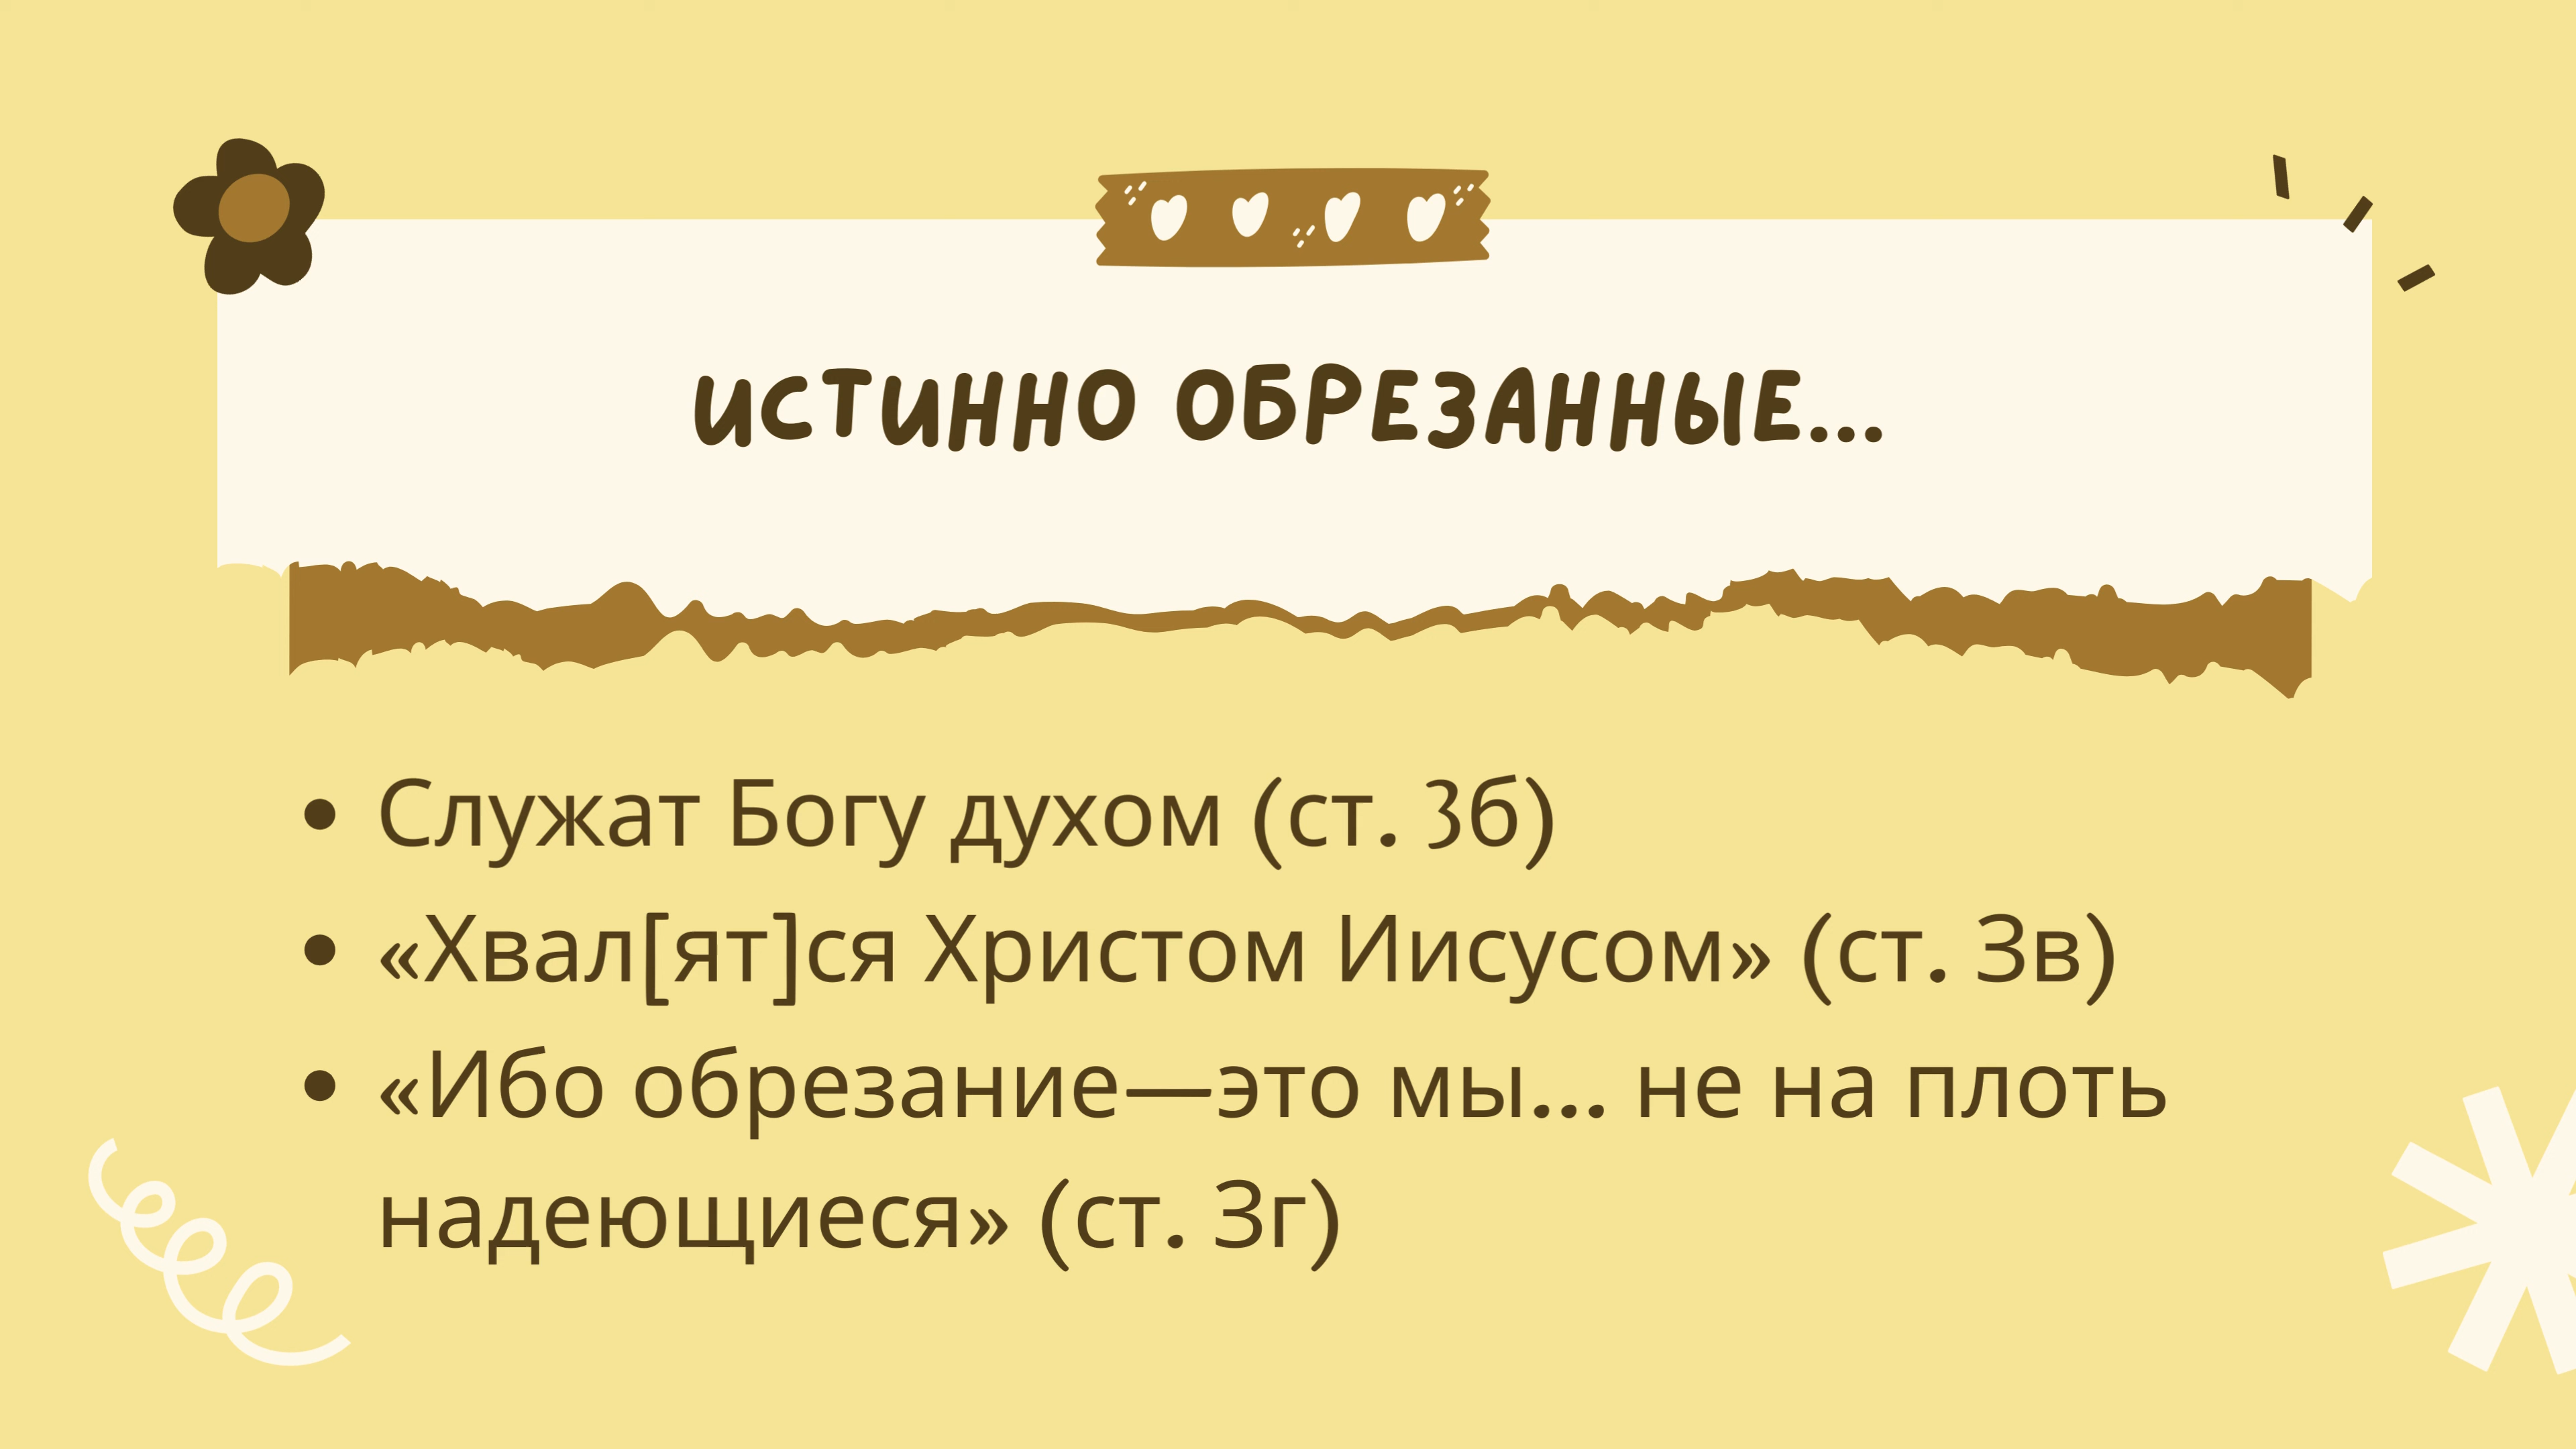 ИСТИННО ОБРЕЗАННЫЕ...
• Служат Богу духом (ст. 3б)
• «Хвал[ят]ся Христом Иисусом» (ст. 3в)
• «Ибо обрезание—это мы... не на плоть
надеющиеся» (ст. 3г)